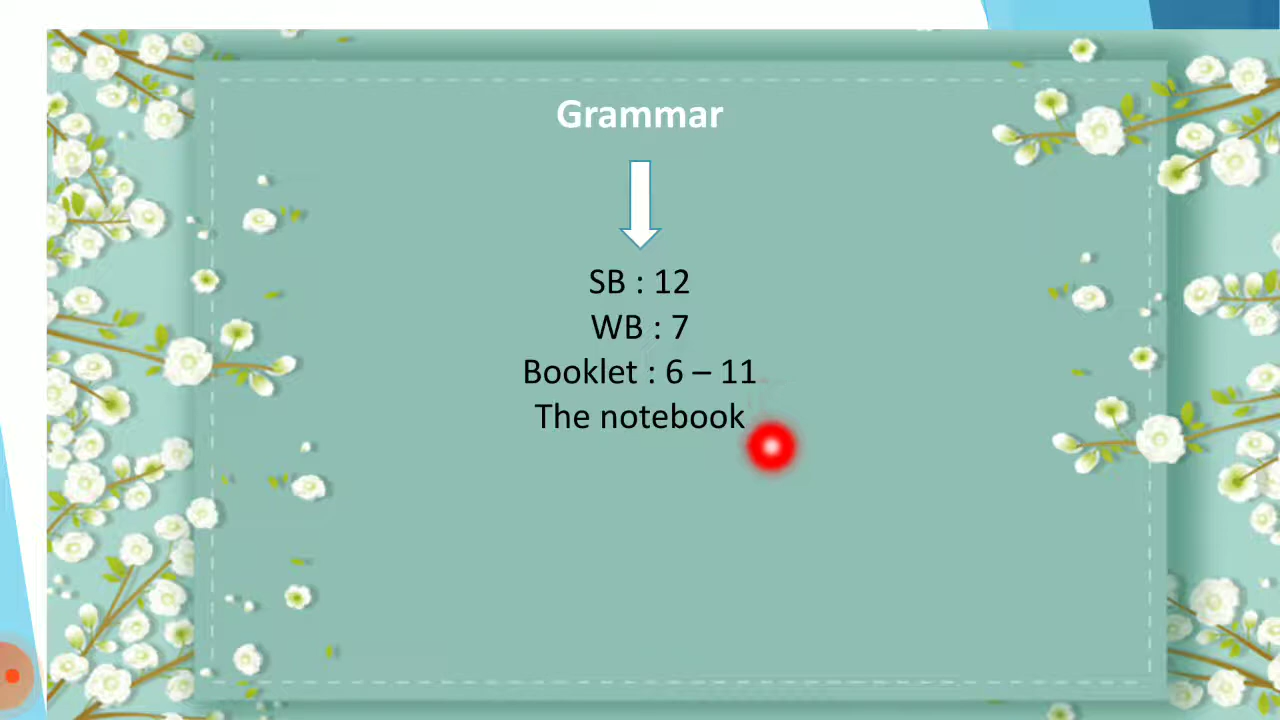 Grammar
SB : 12
WB : 7
Booklet : 6 – 11
The notebook